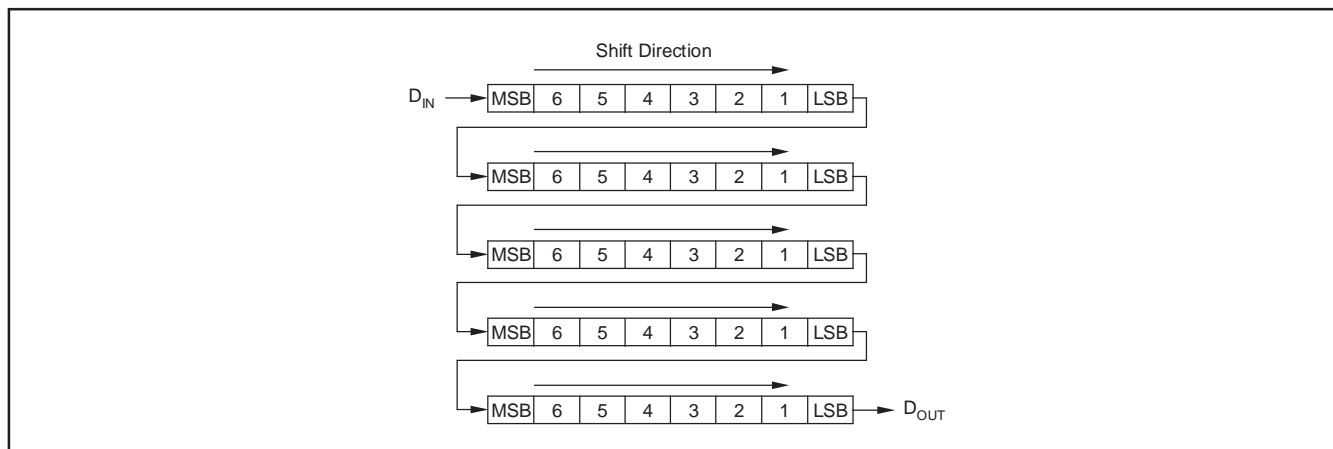 Shift Direction
D_IN MSB 6 5 4 3 2 1 LSB
MSB 6 5 4 3 2 1 LSB
MSB 6 5 4 3 2 1 LSB
MSB 6 5 4 3 2 1 LSB
MSB 6 5 4 3 2 1 LSB D_OUT